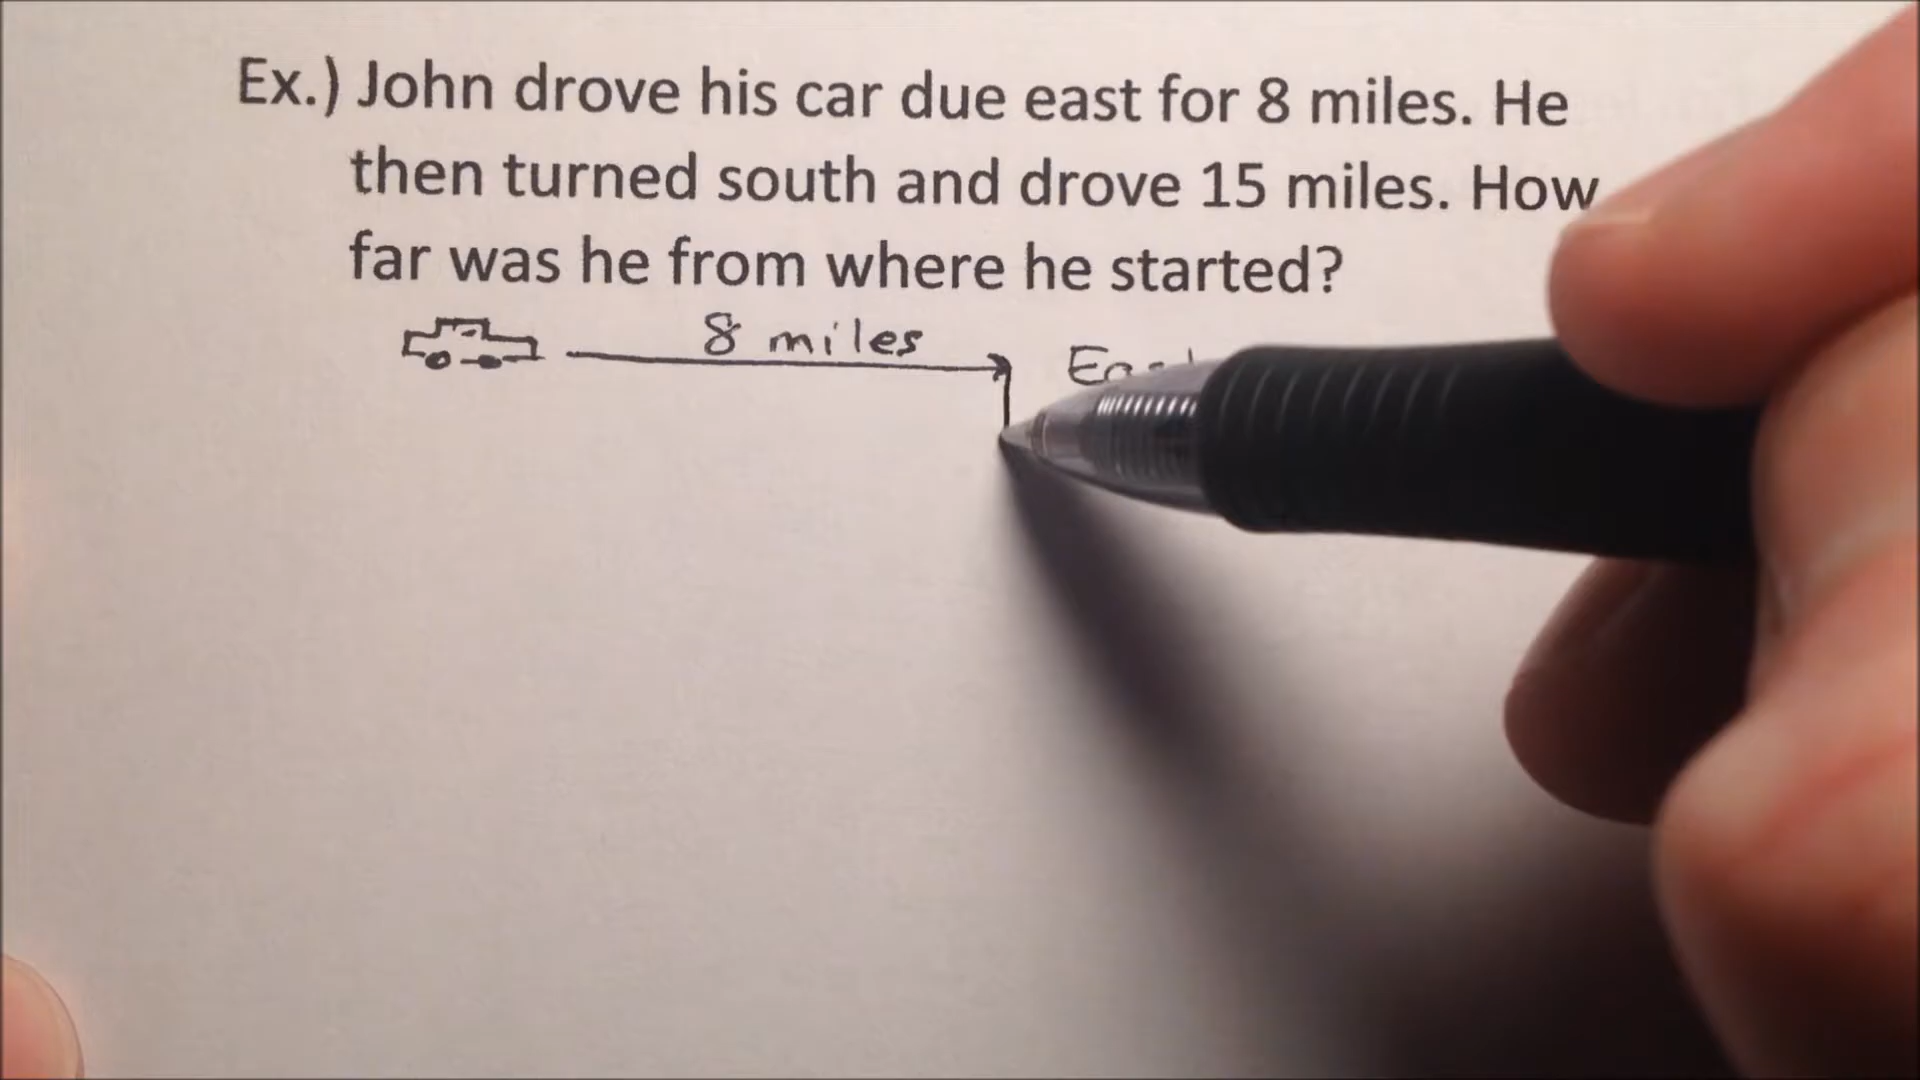 Ex.) John drove his car due east for 8 miles. He
then turned south and drove 15 miles. How
far was he from where he started?
8 miles